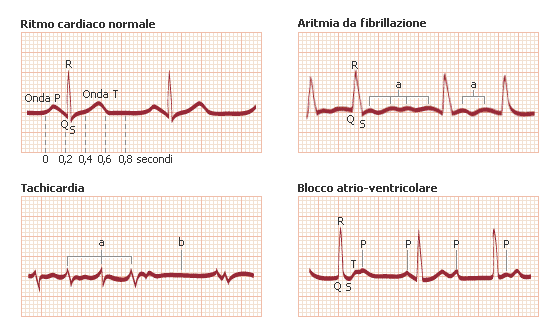 Ritmo cardiaco normale
R
Onda P
Onda T
Q
S
0 0,2 0,4 0,6 0,8 secondi
Aritmia da fibrillazione
R
a
a
Q
S
Tachicardia
a
b
Blocco atrio-ventricolare
R
P
P
P
P
T
Q
S